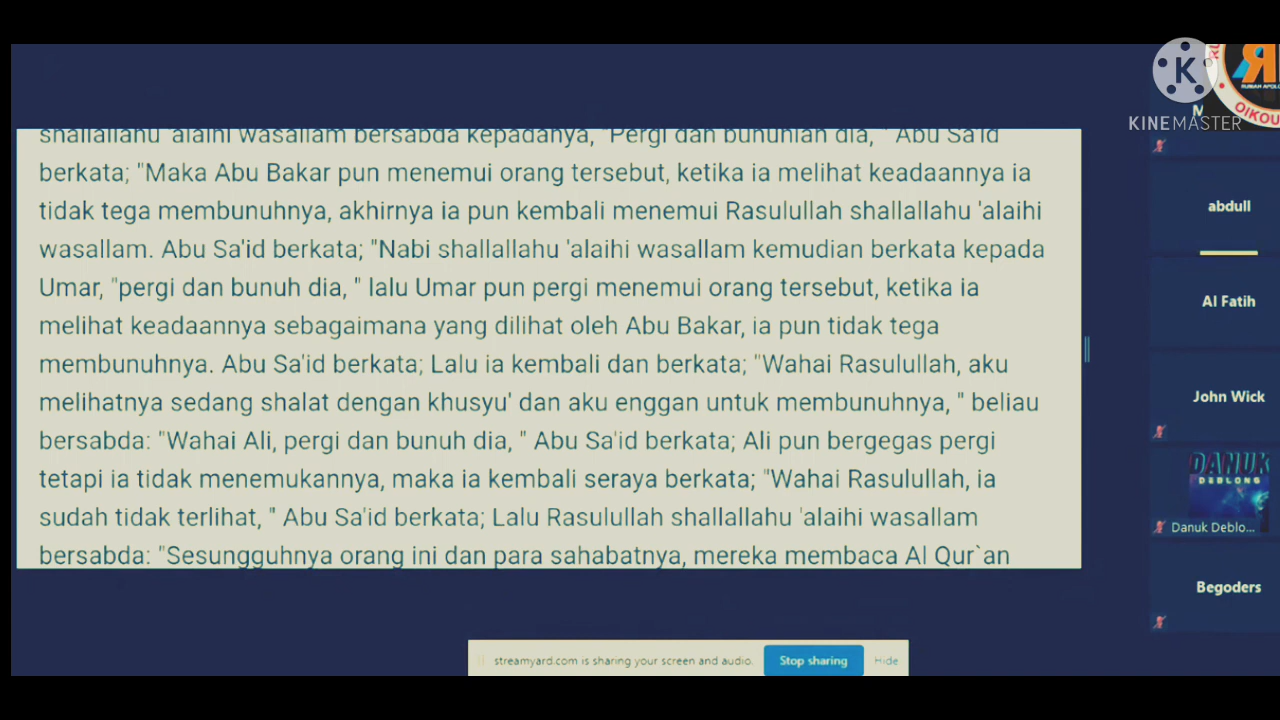 shallallahu 'alaihi wasallam bersabda kepadanya, "Pergi dan bunuhlah dia, " Abu Sa'id
berkata; "Maka Abu Bakar pun menemui orang tersebut, ketika ia melihat keadaannya ia
tidak tega membunuhnya, akhirnya ia pun kembali menemui Rasulullah shallallahu 'alaihi
wasallam. Abu Sa'id berkata; "Nabi shallallahu 'alaihi wasallam kemudian berkata kepada
Umar, "pergi dan bunuh dia, " lalu Umar pun pergi menemui orang tersebut, ketika ia
melihat keadaannya sebagaimana yang dilihat oleh Abu Bakar, ia pun tidak tega
membunuhnya. Abu Sa'id berkata; Lalu ia kembali dan berkata; "Wahai Rasulullah, aku
melihatnya sedang shalat dengan khusyu' dan aku enggan untuk membunuhnya, " beliau
bersabda: "Wahai Ali, pergi dan bunuh dia, " Abu Sa'id berkata; Ali pun bergegas pergi
tetapi ia tidak menemukannya, maka ia kembali seraya berkata; "Wahai Rasulullah, ia
sudah tidak terlihat, " Abu Sa'id berkata; Lalu Rasulullah shallallahu 'alaihi wasallam
bersabda: "Sesungguhnya orang ini dan para sahabatnya, mereka membaca Al Qur`an
K
KINEMASTER
OIKOU
abdull
Al Fatih
John Wick
DANUK
DEBLONG
Danuk Deblo...
Begoders
streamyard.com is sharing your screen and audio.
Stop sharing
Hide